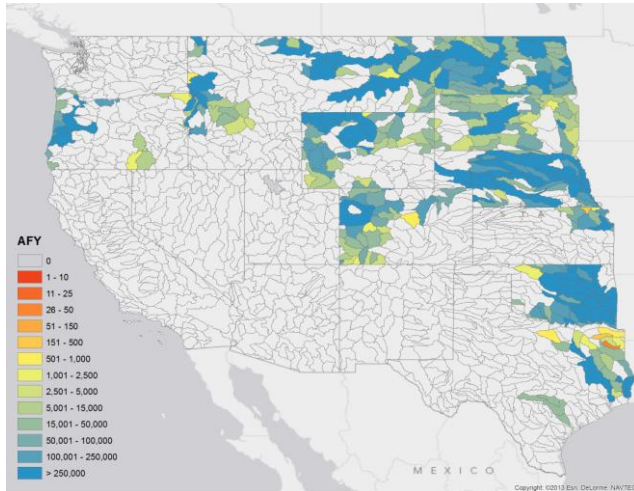 AFY
0
1 - 10
11 - 25
26 - 50
51 - 150
151 - 500
501 - 1,000
1,001 - 2,500
2,501 - 5,000
5,001 - 15,000
15,001 - 50,000
50,001 - 100,000
100,001 - 250,000
> 250,000
S T A
M E X I C O
Copyright: ©2013 Esri, DeLorme, NAVTE